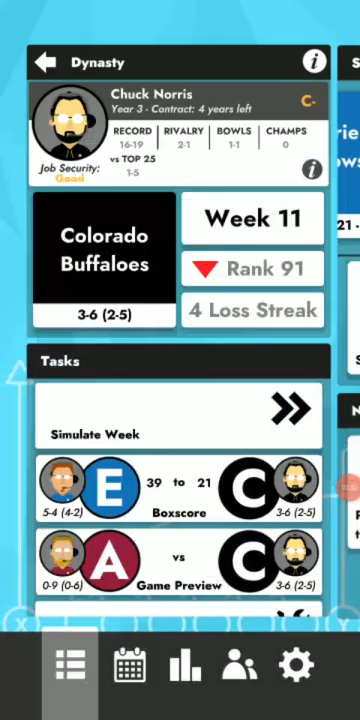 Dynasty
i
Chuck Norris
Year 3 - Contract: 4 years left
C-
RECORD RIVALRY BOWLS CHAMPS
16-19 2-1 1-1 0
vs TOP 25
1-5
i
Job Security:
Good
Colorado
Buffaloes
3-6 (2-5)
Week 11
Rank 91
4 Loss Streak
21 -
Tasks
Simulate Week
E 39 to 21 C
5-4 (4-2) Boxscore 3-6 (2-5)
A vs C
0-9 (0-6) Game Preview 3-6 (2-5)
X Y